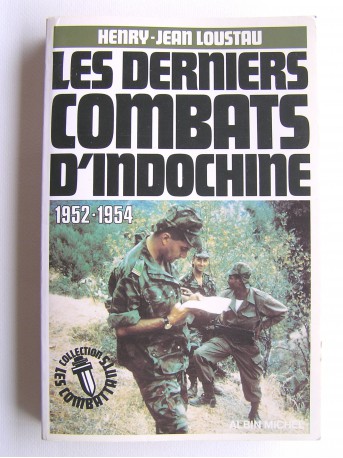 HENRY-JEAN LOUSTAU
LES DERNIERS
COMBATS
D'INDOCHINE
1952-1954
COLLECTION
LES COMBATTANTS
ALBIN MICHEL